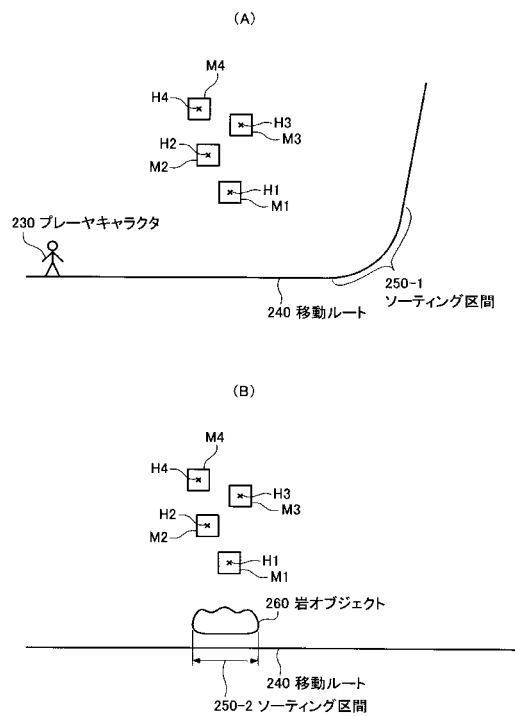 (A)
M4
H4
H3
M3
H2
M2
H1
M1
230 プレーヤキャラクタ
250-1
ソーティング区間
240 移動ルート
(B)
M4
H4
H3
M3
H2
M2
H1
M1
260 岩オブジェクト
240 移動ルート
250-2 ソーティング区間